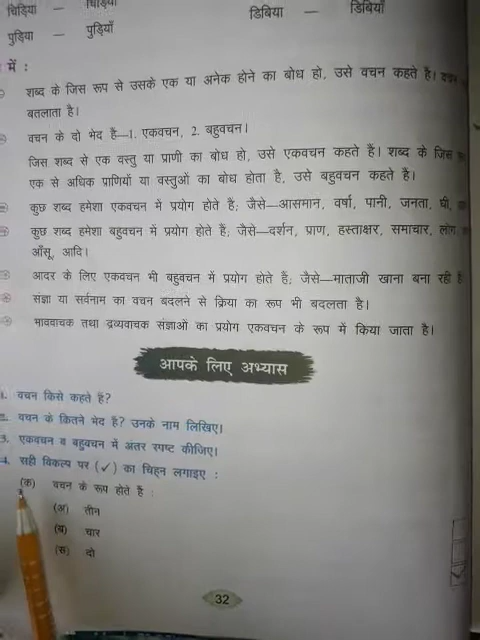 चिड़िया — चिड़ियाँ डिबिया — डिबियाँ
पुड़िया — पुड़ियाँ
में :
शब्द के जिस रूप से उसके एक या अनेक होने का बोध हो, उसे वचन कहते हैं।
बतलाता है।
वचन के दो भेद हैं—1. एकवचन, 2. बहुवचन।
जिस शब्द से एक वस्तु या प्राणी का बोध हो, उसे एकवचन कहते हैं। शब्द के जिस
एक से अधिक प्राणियों या वस्तुओं का बोध होता है, उसे बहुवचन कहते है।
कुछ शब्द हमेशा एकवचन में प्रयोग होते हैं; जैसे—आसमान, वर्षा, पानी, जनता, घी,
कुछ शब्द हमेशा बहुवचन में प्रयोग होते हैं; जैसे—दर्शन, प्राण, हस्ताक्षर, समाचार, लोग
आँसू, आदि।
आदर के लिए एकवचन भी बहुवचन में प्रयोग होते हैं; जैसे—माताजी खाना बना रही हैं
संज्ञा या सर्वनाम का वचन बदलने से क्रिया का रूप भी बदलता है।
भाववाचक तथा द्रव्यवाचक संज्ञाओं का प्रयोग एकवचन के रूप में किया जाता है।
आपके लिए अभ्यास
1. वचन किसे कहते हैं?
2. वचन के कितने भेद हैं? उनके नाम लिखिए।
3. एकवचन व बहुवचन में अंतर स्पष्ट कीजिए।
4. सही विकल्प पर (✓) का चिह्न लगाइए :
(क) वचन के रूप होते हैं :
(अ) तीन
(ब) चार
(स) दो
32